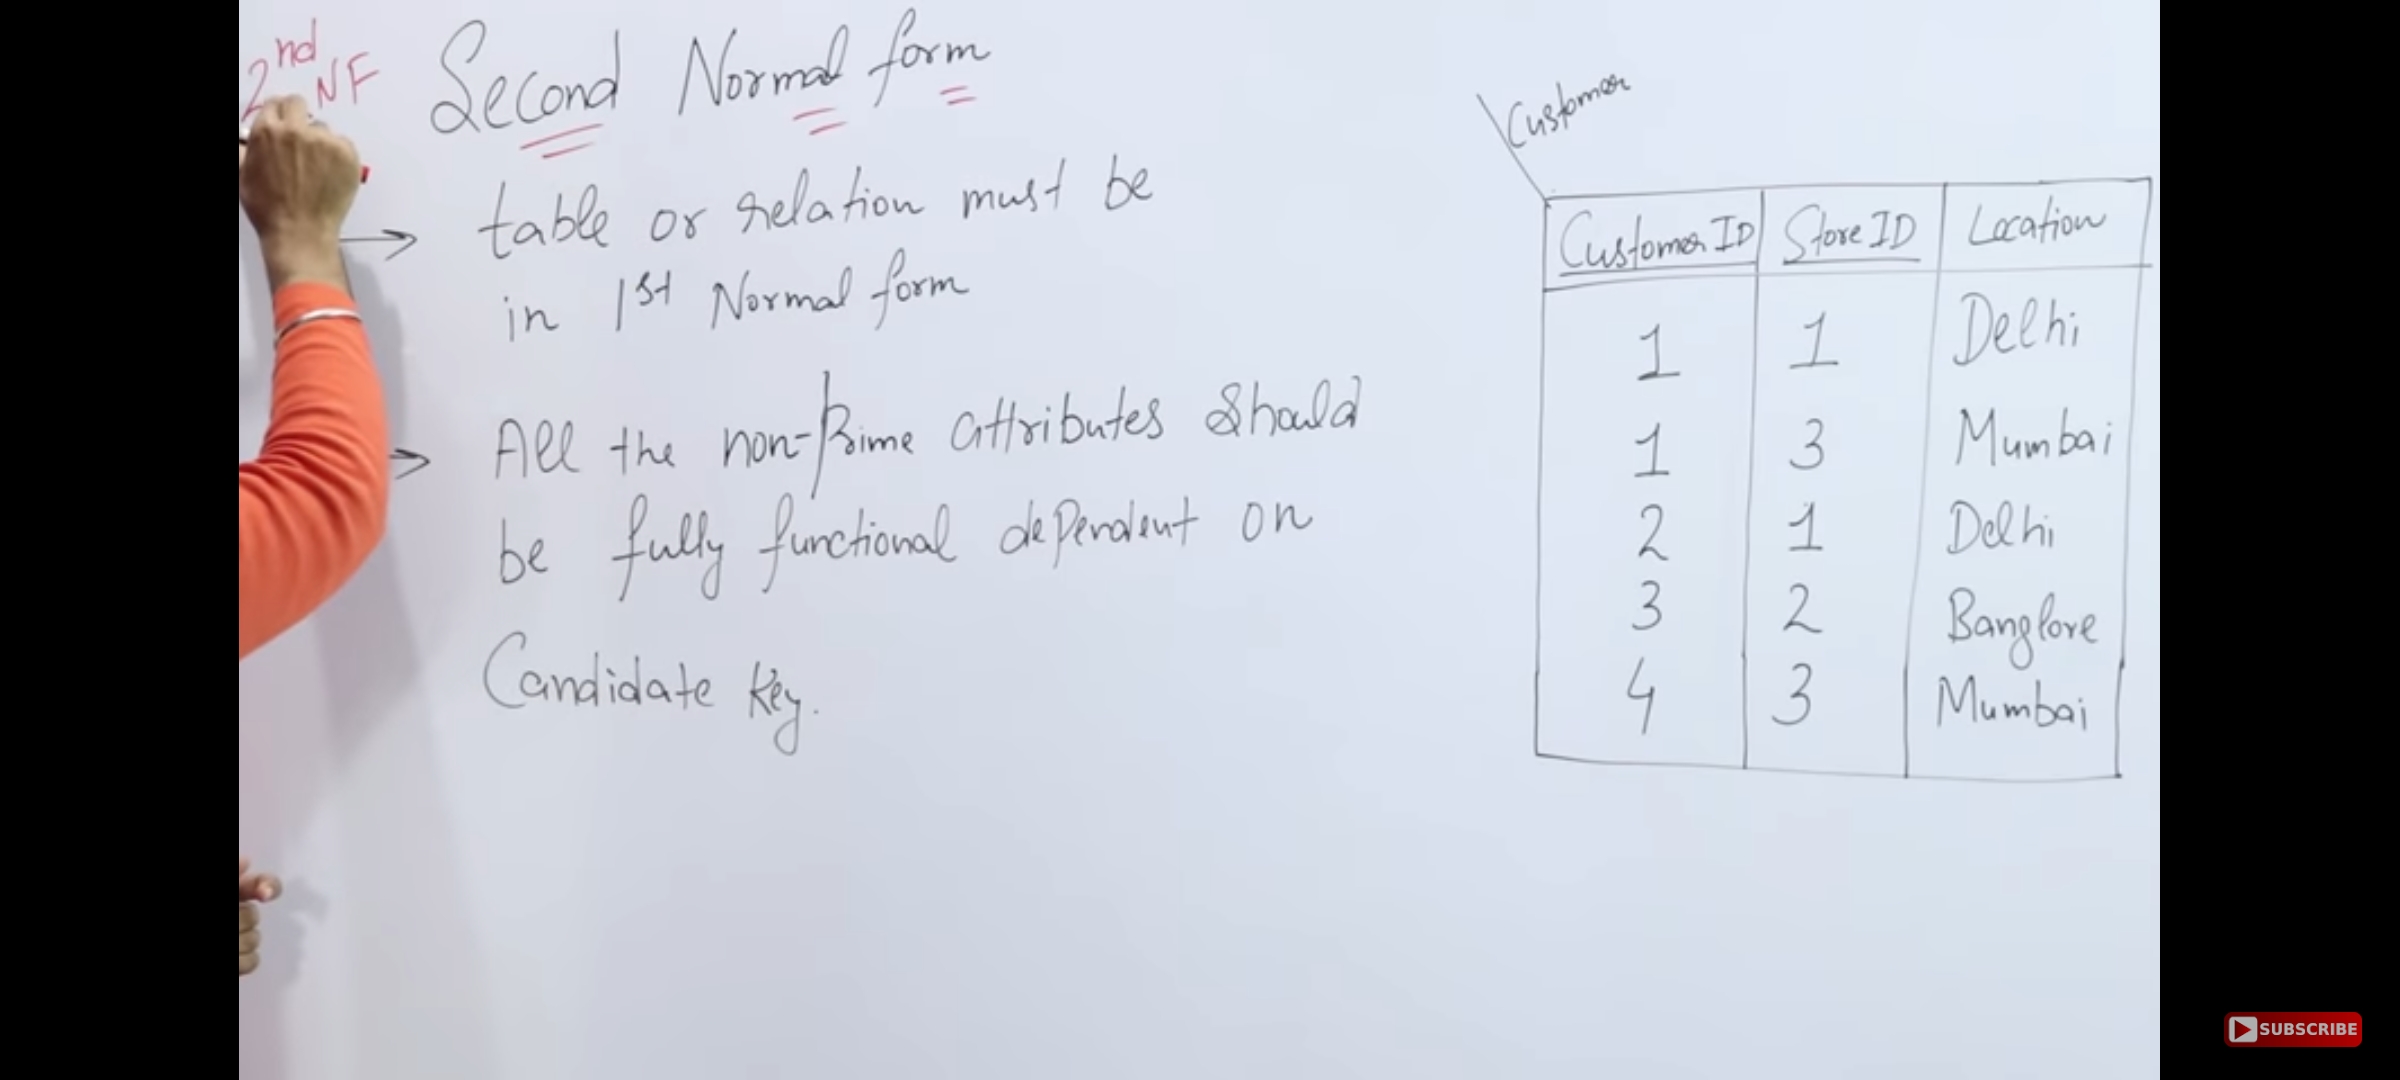 2nd NF
Second Normal form
→ table or relation must be
in 1st Normal form
→ All the non-Prime attributes should
be fully functional dependent on
Candidate Key.
Customer
Customer ID Store ID Location
1 1 Delhi
1 3 Mumbai
2 1 Delhi
3 2 Banglore
4 3 Mumbai
SUBSCRIBE